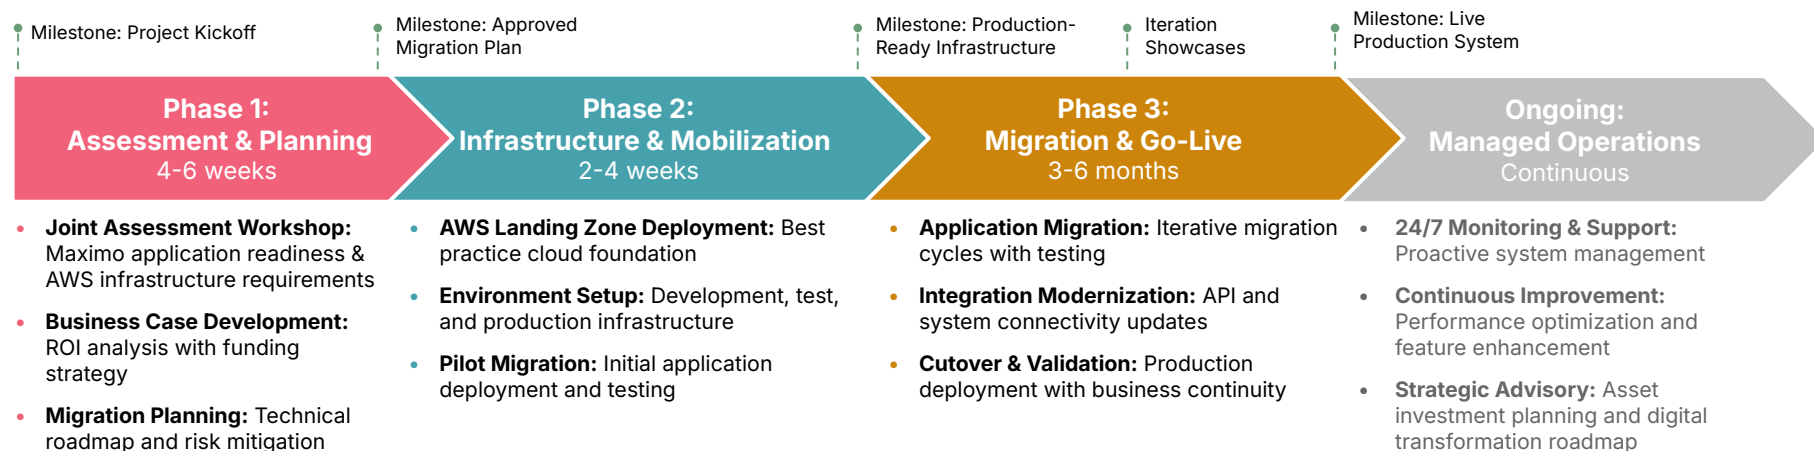 Milestone: Project Kickoff
Milestone: Approved
Migration Plan
Milestone: Production-
Ready Infrastructure
Iteration
Showcases
Milestone: Live
Production System
Phase 1:
Assessment & Planning
4-6 weeks
Phase 2:
Infrastructure & Mobilization
2-4 weeks
Phase 3:
Migration & Go-Live
3-6 months
Ongoing:
Managed Operations
Continuous
• Joint Assessment Workshop:
Maximo application readiness &
AWS infrastructure requirements
• Business Case Development:
ROI analysis with funding
strategy
• Migration Planning: Technical
roadmap and risk mitigation
• AWS Landing Zone Deployment: Best
practice cloud foundation
• Environment Setup: Development, test,
and production infrastructure
• Pilot Migration: Initial application
deployment and testing
• Application Migration: Iterative migration
cycles with testing
• Integration Modernization: API and
system connectivity updates
• Cutover & Validation: Production
deployment with business continuity
• 24/7 Monitoring & Support:
Proactive system management
• Continuous Improvement:
Performance optimization and
feature enhancement
• Strategic Advisory: Asset
investment planning and digital
transformation roadmap